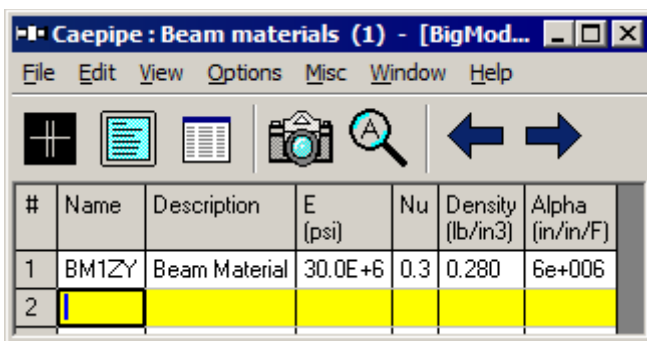 Caepipe : Beam materials (1) - [BigMod...
File Edit View Options Misc Window Help
# Name Description E (psi) Nu Density (lb/in3) Alpha (in/in/F)
1 BM1ZY Beam Material 30.0E+6 0.3 0.280 6e+006
2